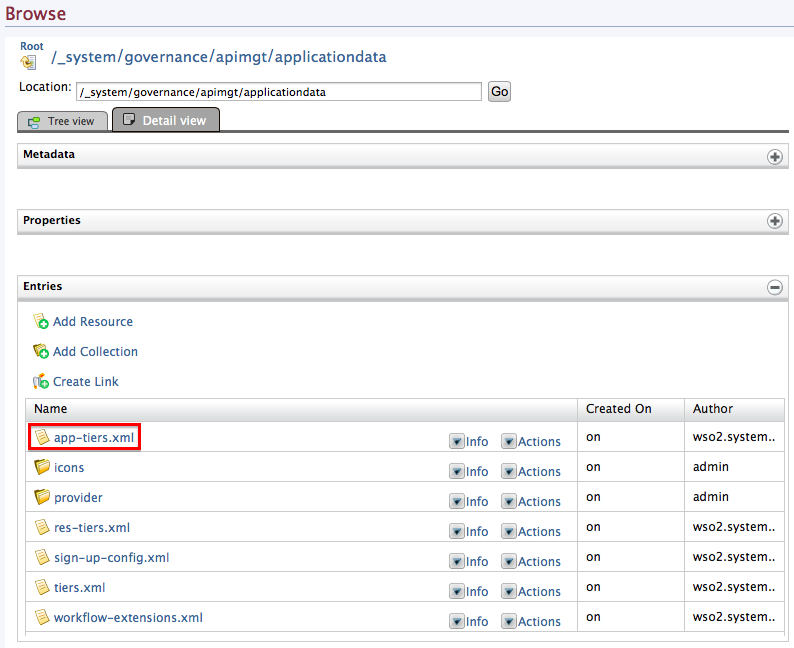 Browse
Root
/_system/governance/apimgt/applicationdata
Location: /_system/governance/apimgt/applicationdata Go
Tree view Detail view
Metadata
Properties
Entries
Add Resource
Add Collection
Create Link
Name Created On Author
app-tiers.xml Info Actions on wso2.system..
icons Info Actions on admin
provider Info Actions on admin
res-tiers.xml Info Actions on wso2.system..
sign-up-config.xml Info Actions on wso2.system..
tiers.xml Info Actions on wso2.system..
workflow-extensions.xml Info Actions on wso2.system..